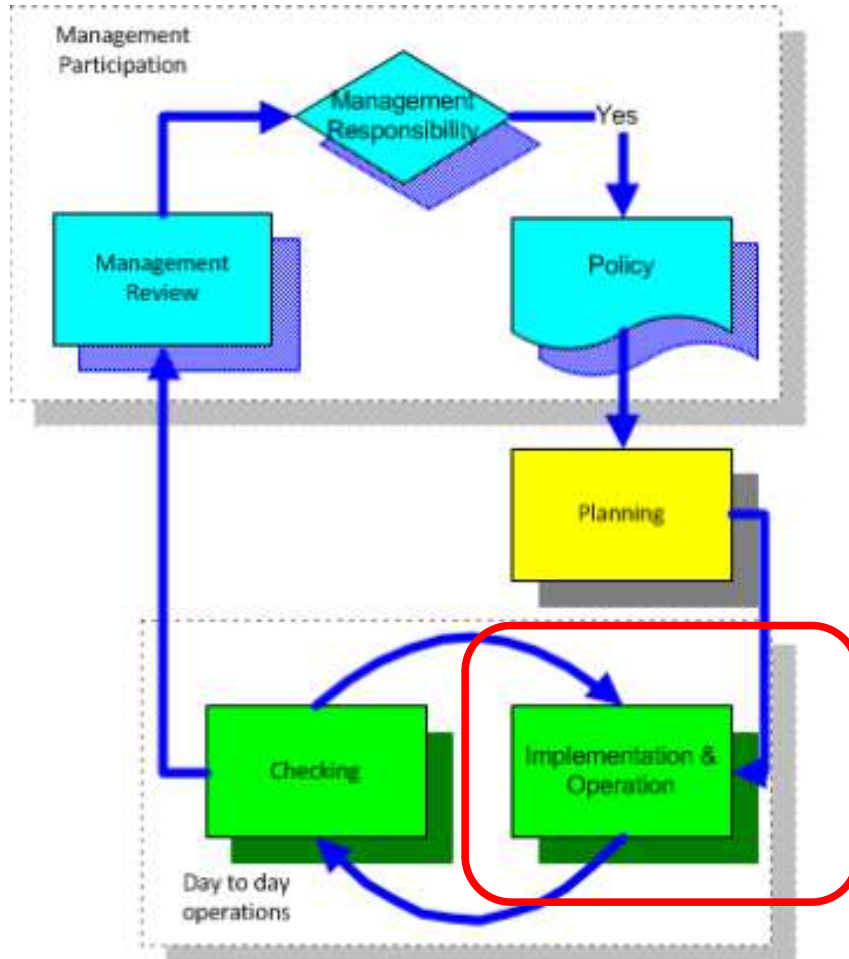 Management
Participation
Management
Responsibility
Yes
Management
Review
Policy
Planning
Checking
Implementation &
Operation
Day to day
operations